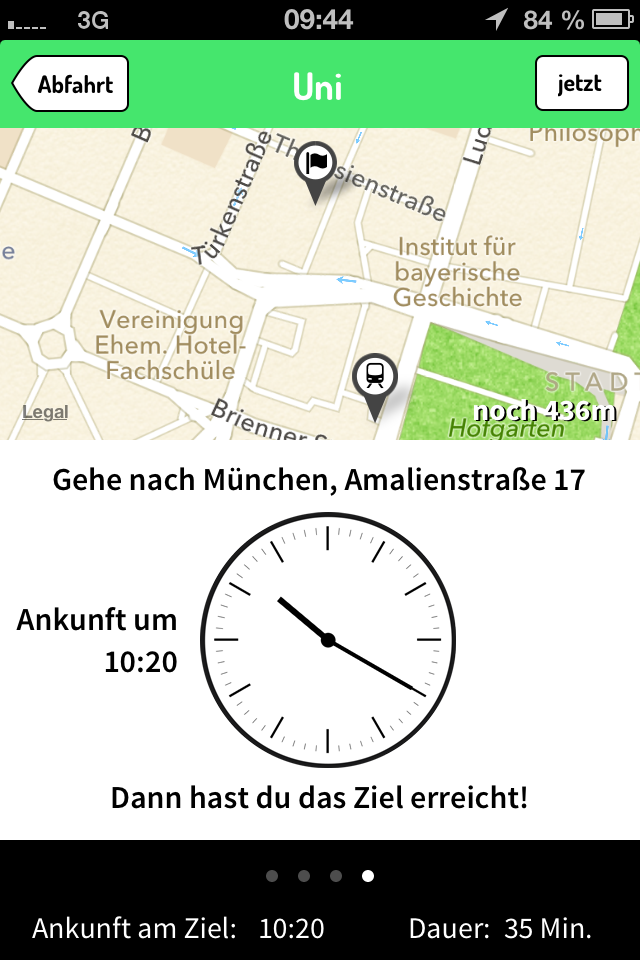 3G 09:44 84 %
Abfahrt Uni jetzt
Philosoph
Türkenstraße
Institut für
bayerische
Geschichte
Vereinigung
Ehem. Hotel-
Fachschüle
STADT
Legal
noch 436m
Brienner S
Hofgarten
Gehe nach München, Amalienstraße 17
Ankunft um
10:20
Dann hast du das Ziel erreicht!
Ankunft am Ziel: 10:20 Dauer: 35 Min.